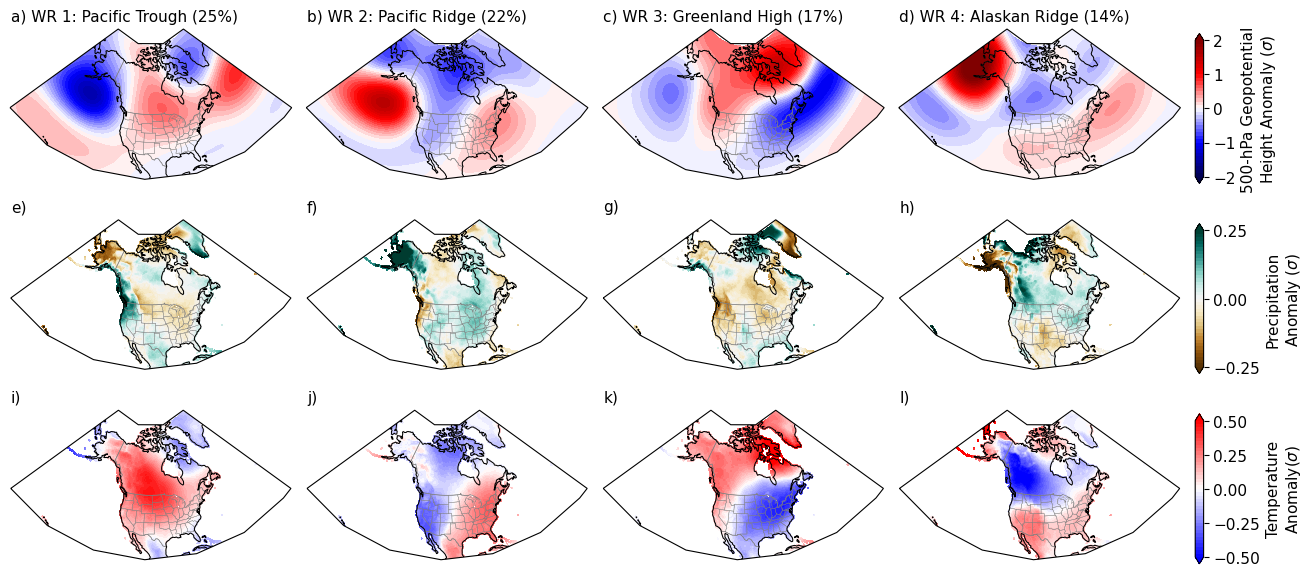 a) WR 1: Pacific Trough (25%)
b) WR 2: Pacific Ridge (22%)
c) WR 3: Greenland High (17%)
d) WR 4: Alaskan Ridge (14%)
2
1
0
−1
−2
500-hPa Geopotential
Height Anomaly (σ)
e)
f)
g)
h)
0.25
0.00
−0.25
Precipitation
Anomaly (σ)
i)
j)
k)
l)
0.50
0.25
0.00
−0.25
−0.50
Temperature
Anomaly(σ)